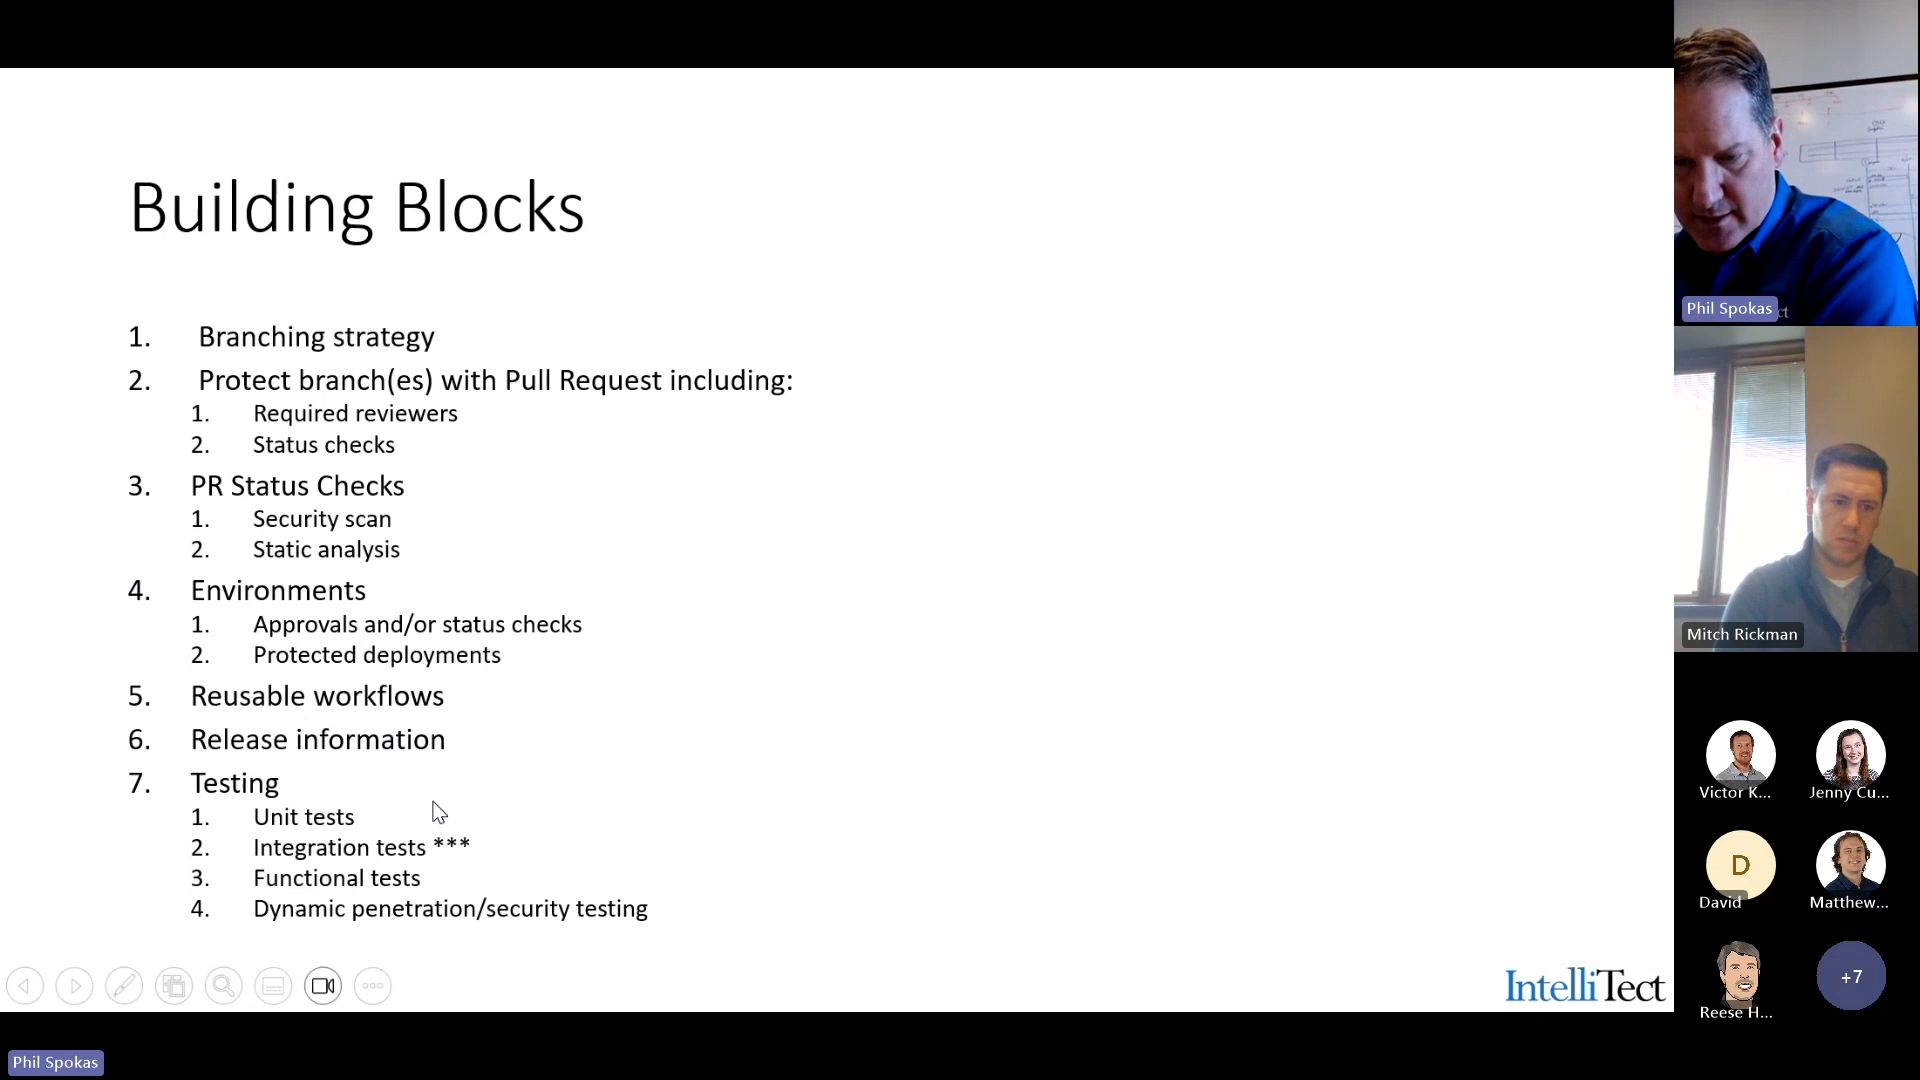 Building Blocks
1. Branching strategy
2. Protect branch(es) with Pull Request including:
1. Required reviewers
2. Status checks
3. PR Status Checks
1. Security scan
2. Static analysis
4. Environments
1. Approvals and/or status checks
2. Protected deployments
5. Reusable workflows
6. Release information
7. Testing
1. Unit tests
2. Integration tests ***
3. Functional tests
4. Dynamic penetration/security testing
IntelliTect
Phil Spokas
Phil Spokas
ct
Mitch Rickman
Victor K...
Jenny Cu...
D
David
Matthew...
Reese H...
+7